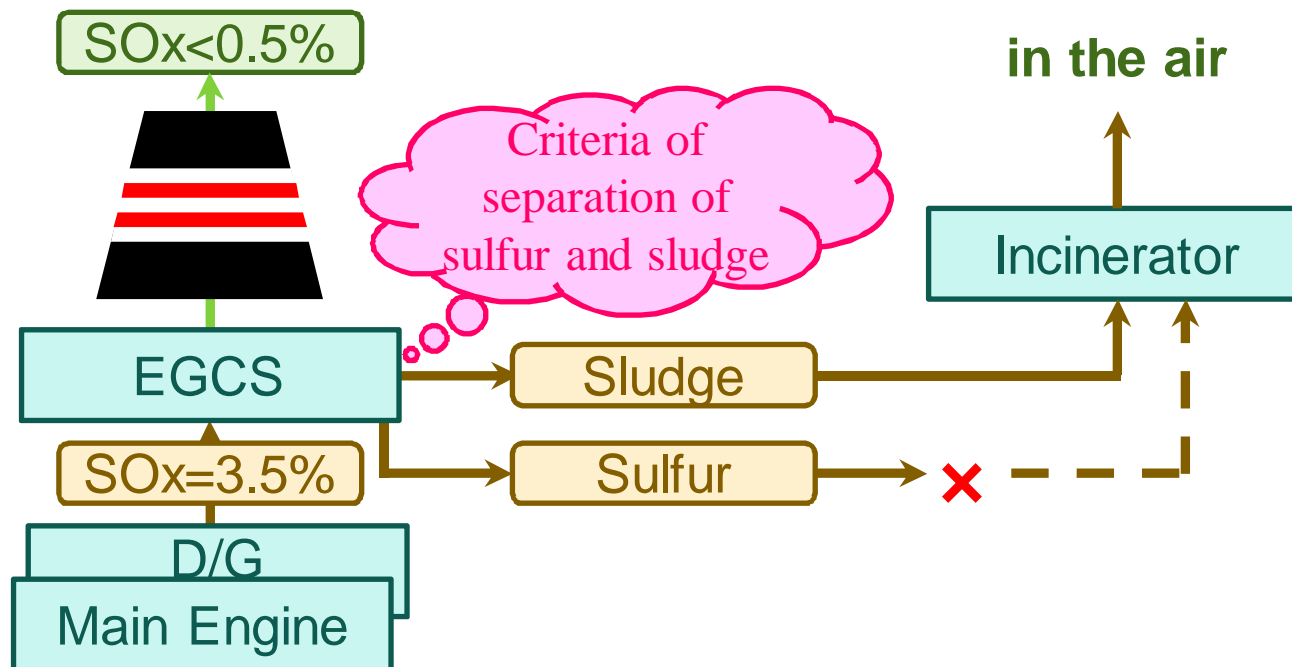 SOx<0.5%
in the air
Criteria of
separation of
sulfur and sludge
Incinerator
EGCS
Sludge
SOx=3.5%
Sulfur
D/G
Main Engine